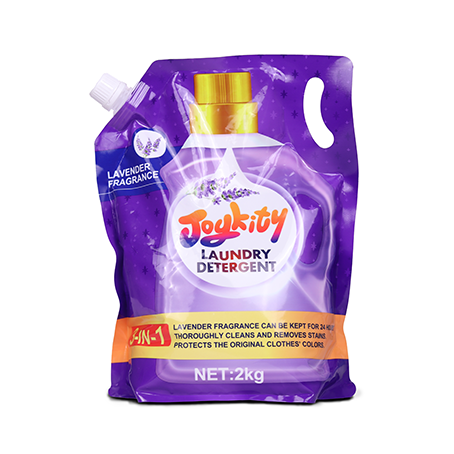 LAVENDER
FRAGRANCE
Joykity
LAUNDRY
DETERGENT
-IN-1
LAVENDER FRAGRANCE CAN BE KEPT FOR 24
THOROUGHLY CLEANS AND REMOVES STAINS
PROTECTS THE ORIGINAL CLOTHES' COLORS.
NET:2kg